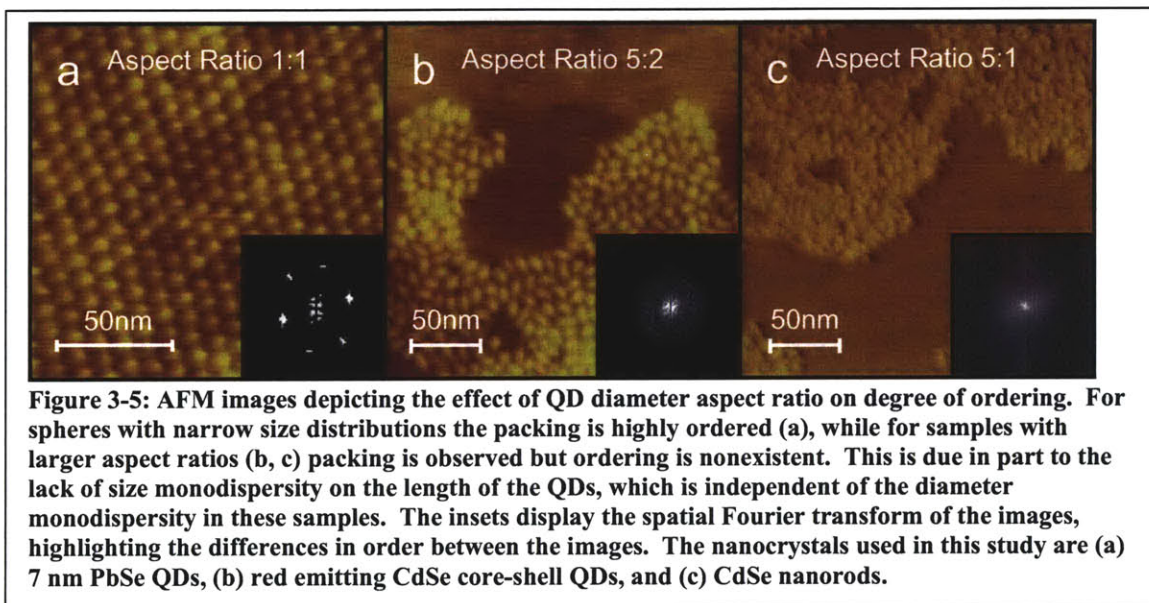 a Aspect Ratio 1:1
b Aspect Ratio 5:2
c Aspect Ratio 5:1
50nm
50nm
50nm
Figure 3-5: AFM images depicting the effect of QD diameter aspect ratio on degree of ordering. For
spheres with narrow size distributions the packing is highly ordered (a), while for samples with
larger aspect ratios (b, c) packing is observed but ordering is nonexistent. This is due in part to the
lack of size monodispersity on the length of the QDs, which is independent of the diameter
monodispersity in these samples. The insets display the spatial Fourier transform of the images,
highlighting the differences in order between the images. The nanocrystals used in this study are (a)
7 nm PbSe QDs, (b) red emitting CdSe core-shell QDs, and (c) CdSe nanorods.